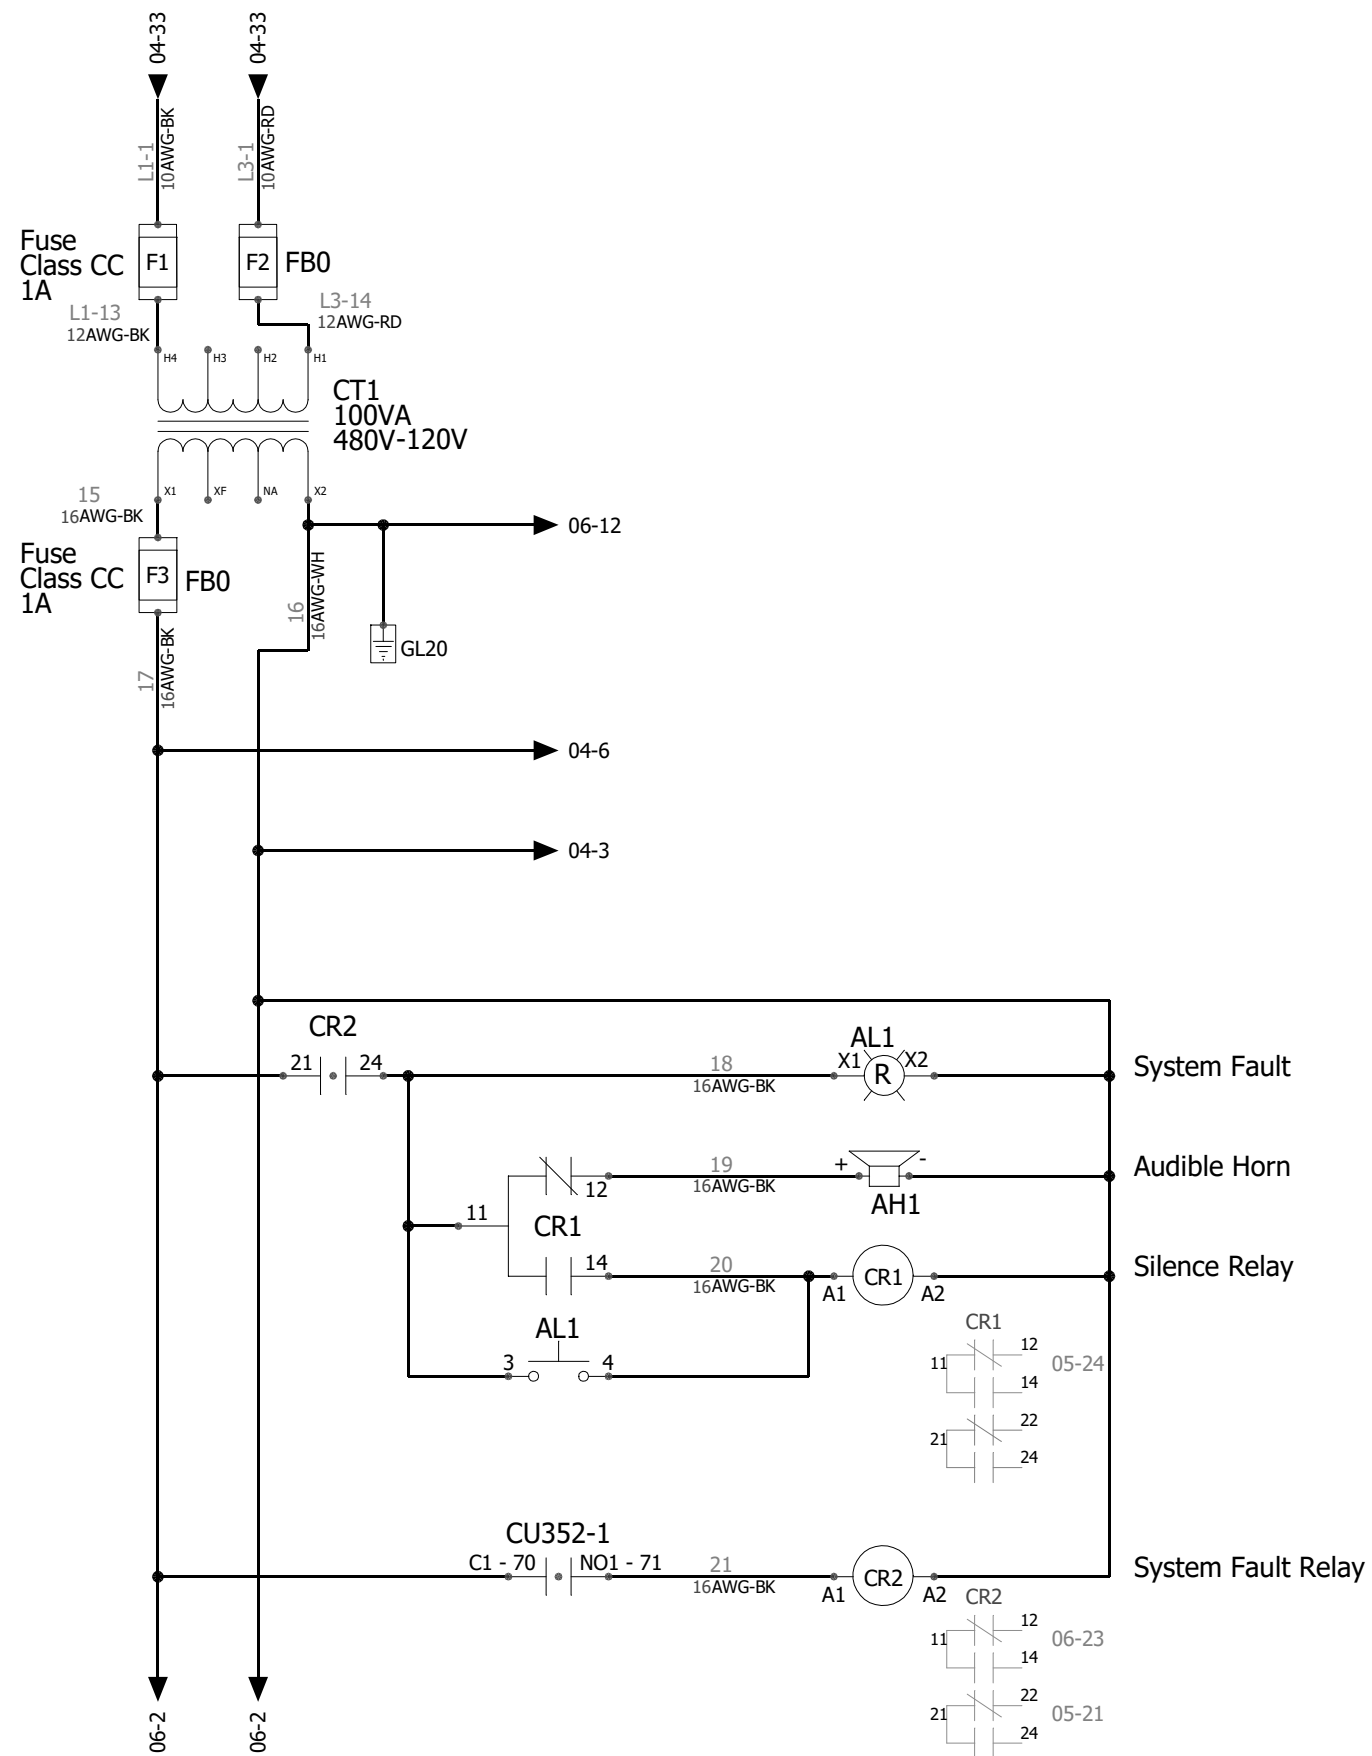 04-33
04-33
L1-1
10AWG-BK
L3-1
10AWG-RD
Fuse
Class CC
1A
F1
F2
FB0
L1-13
12AWG-BK
L3-14
12AWG-RD
H4
H3
H2
H1
CT1
100VA
480V-120V
X1
XF
NA
X2
15
16AWG-BK
06-12
Fuse
Class CC
1A
F3
FB0
16
16AWG-WH
GL20
17
16AWG-BK
04-6
04-3
CR2
21
24
18
16AWG-BK
AL1
X1
R
X2
System Fault
12
19
16AWG-BK
+
-
AH1
Audible Horn
11
CR1
14
20
16AWG-BK
A1
CR1
A2
Silence Relay
AL1
3
4
CR1
12
11
14
05-24
22
21
24
CU352-1
C1 - 70
NO1 - 71
21
16AWG-BK
A1
CR2
A2
System Fault Relay
CR2
12
11
14
06-23
22
21
24
05-21
06-2
06-2